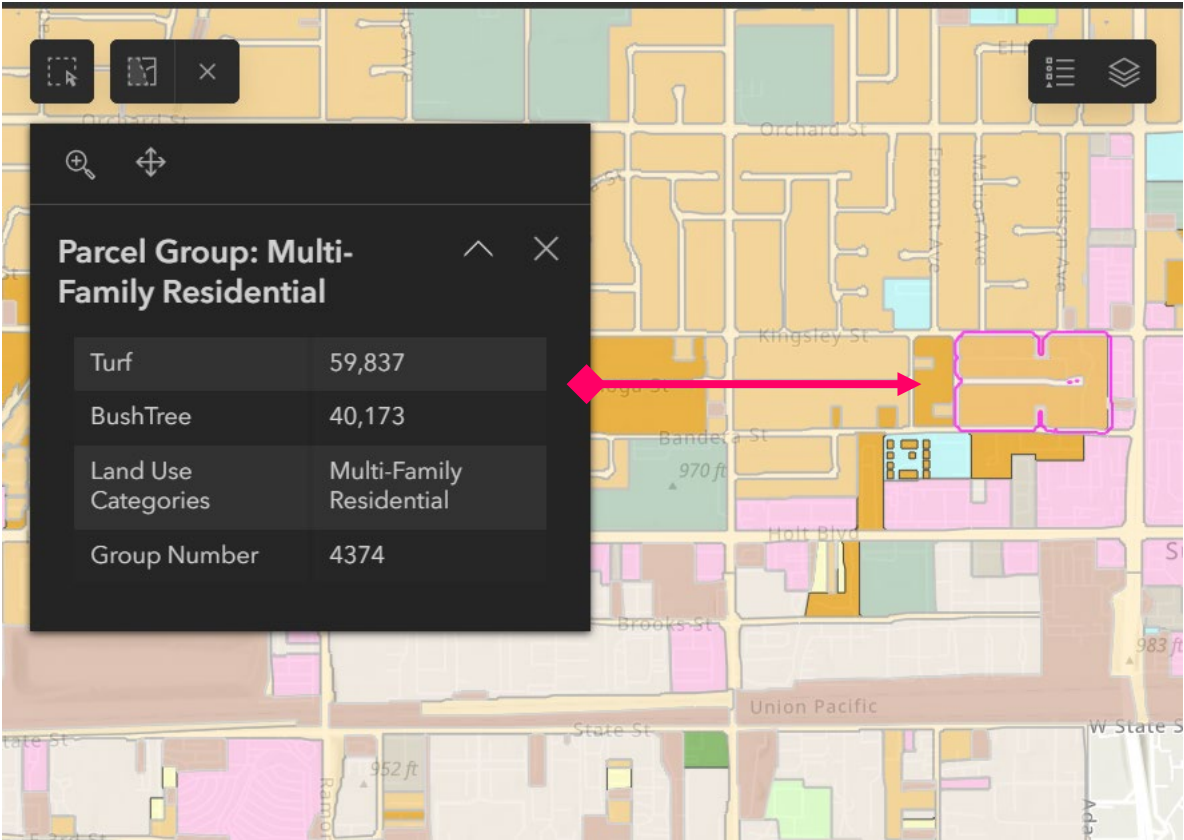 Orchard St
Orchard St
Parcel Group: Multi-
Family Residential
Turf 59,837
BushTree 40,173
Land Use Categories Multi-Family Residential
Group Number 4374
Fremont Ave
Marion Ave
Poulsen Ave
Kingsley St
Bandera St
970 ft
Holt Blvd
Brooks St
983 ft
Union Pacific
State St
W State S
952 ft